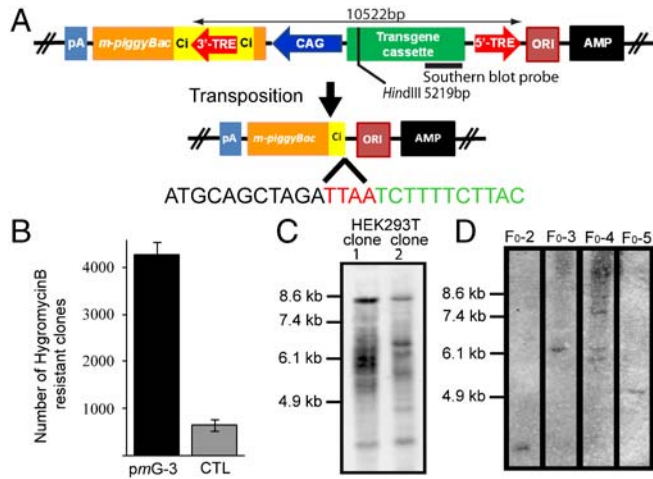 A
10522bp
pA
m-piggyBac
Ci
3'-TRE
Ci
CAG
Transgene
cassette
5'-TRE
ORI
AMP
Southern blot probe
HindIII 5219bp
Transposition
pA
m-piggyBac
Ci
ORI
AMP
ATGCAGCTAGATTAATCTTTTCTTAC
B
Number of HygromycinB
resistant clones
4000
3000
2000
1000
pmG-3
CTL
C
HEK293T
clone clone
1 2
8.6 kb
7.4 kb
6.1 kb
4.9 kb
D
F0-2 F0-3 F0-4 F0-5
8.6 kb
7.4 kb
6.1 kb
4.9 kb